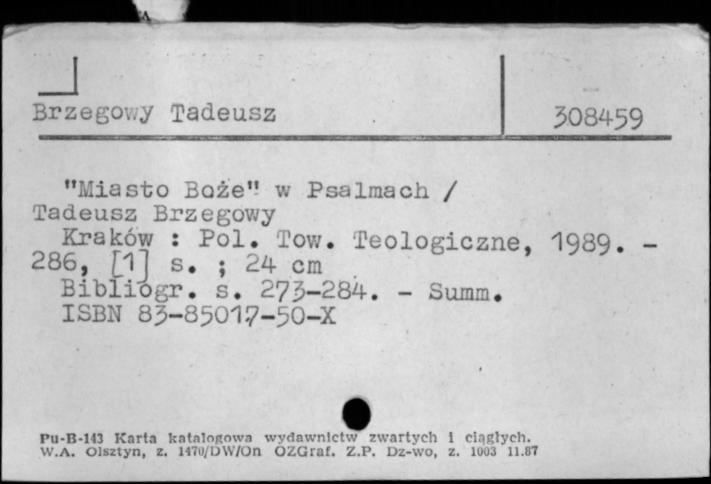 Brzegowy Tadeusz
308459
"Miasto Boże" w Psalmach /
Tadeusz Brzegowy
Kraków : Pol. Tow. Teologiczne, 1989. -
286, [1] s. ; 24 cm
Bibliogr. s. 273-284. - Summ.
ISBN 83-85017-50-X
Pu-B-143 Karta katalogowa wydawnictw zwartych i ciągłych.
W.A. Olsztyn, z. 1470/DW/On OZGraf. Z.P. Dz-wo, z. 1003 11.87